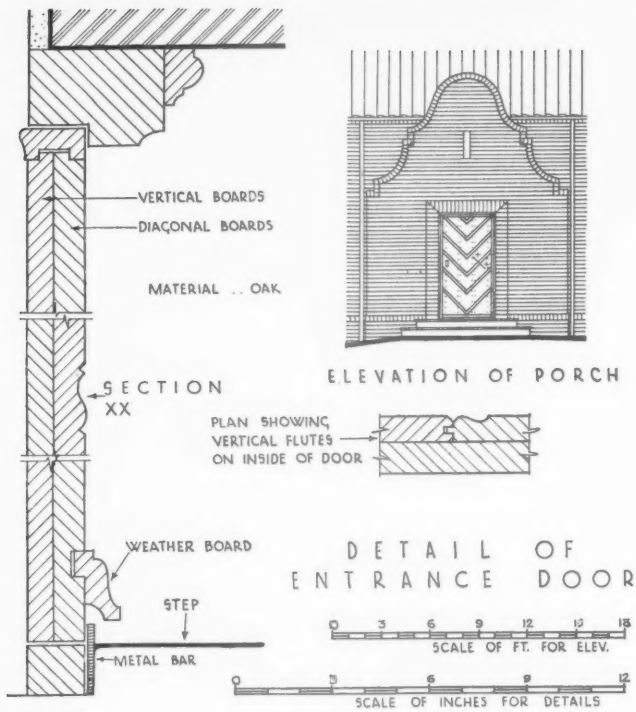 VERTICAL BOARDS
DIAGONAL BOARDS
MATERIAL .. OAK
SECTION
XX
ELEVATION OF PORCH
PLAN SHOWING
VERTICAL FLUTES
ON INSIDE OF DOOR
WEATHER BOARD
STEP
METAL BAR
DETAIL OF
ENTRANCE DOOR
0 3 6 9 12 15 18
SCALE OF FT. FOR ELEV.
0 3 6 9 12
SCALE OF INCHES FOR DETAILS